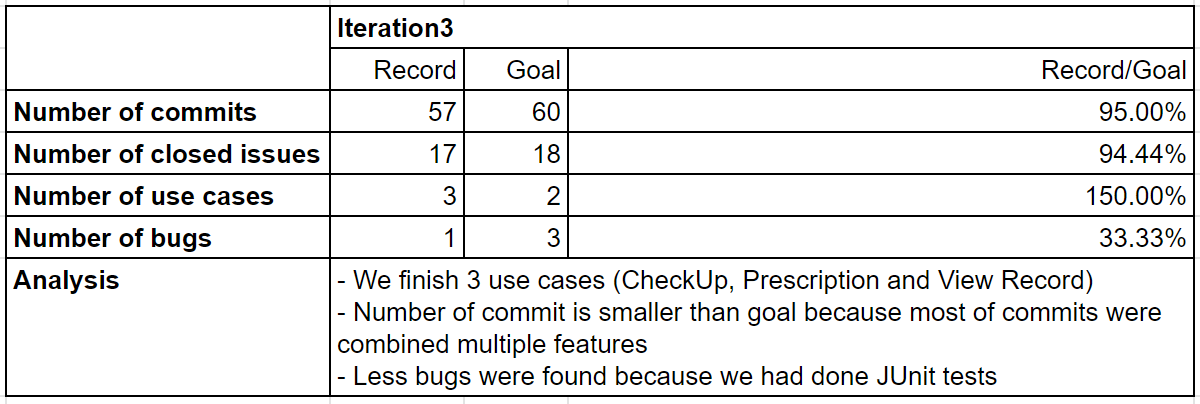 Iteration3
Record Goal Record/Goal
Number of commits 57 60 95.00%
Number of closed issues 17 18 94.44%
Number of use cases 3 2 150.00%
Number of bugs 1 3 33.33%
Analysis - We finish 3 use cases (CheckUp, Prescription and View Record)
- Number of commit is smaller than goal because most of commits were
combined multiple features
- Less bugs were found because we had done JUnit tests